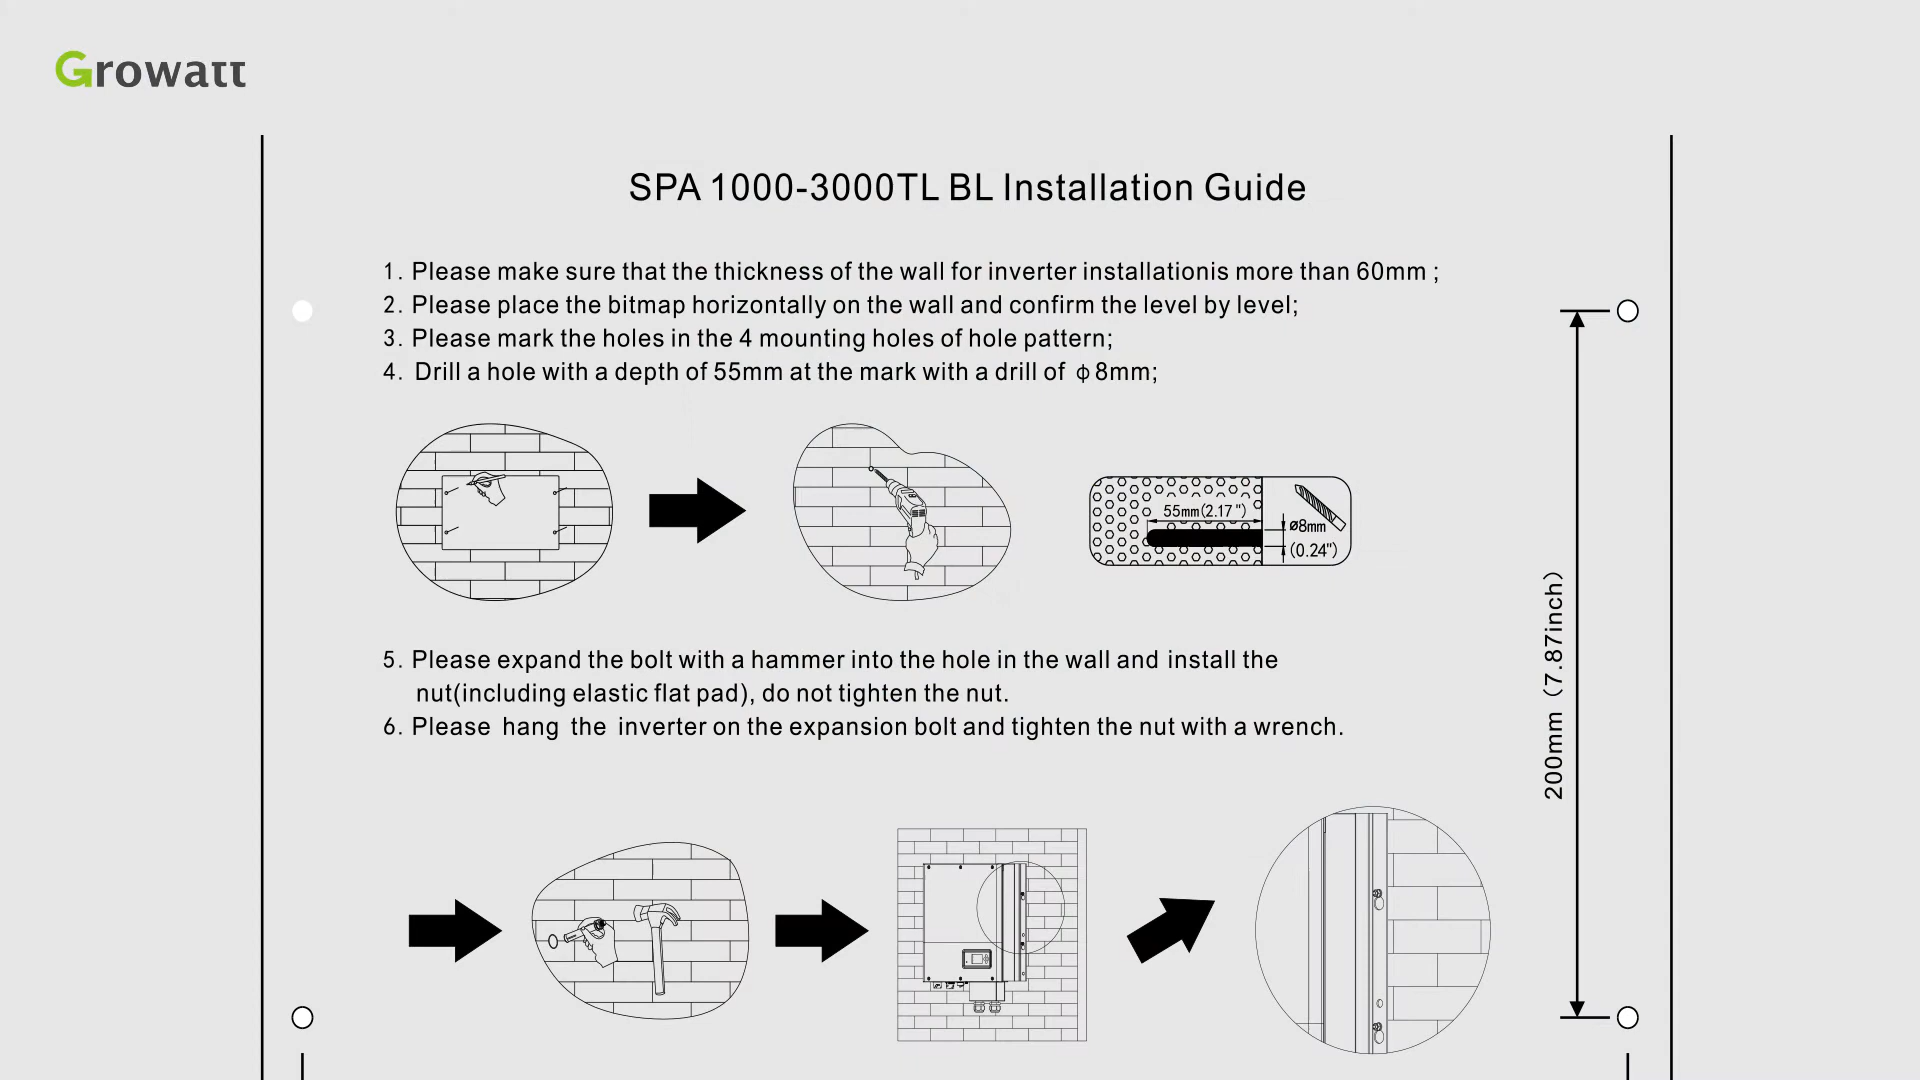 Growatt
SPA 1000-3000TL BL Installation Guide
1. Please make sure that the thickness of the wall for inverter installationis more than 60mm ;
2. Please place the bitmap horizontally on the wall and confirm the level by level;
3. Please mark the holes in the 4 mounting holes of hole pattern;
4. Drill a hole with a depth of 55mm at the mark with a drill of φ8mm;
55mm(2.17")
ø8mm
(0.24")
200mm (7.87inch)
5. Please expand the bolt with a hammer into the hole in the wall and install the
nut(including elastic flat pad), do not tighten the nut.
6. Please hang the inverter on the expansion bolt and tighten the nut with a wrench.